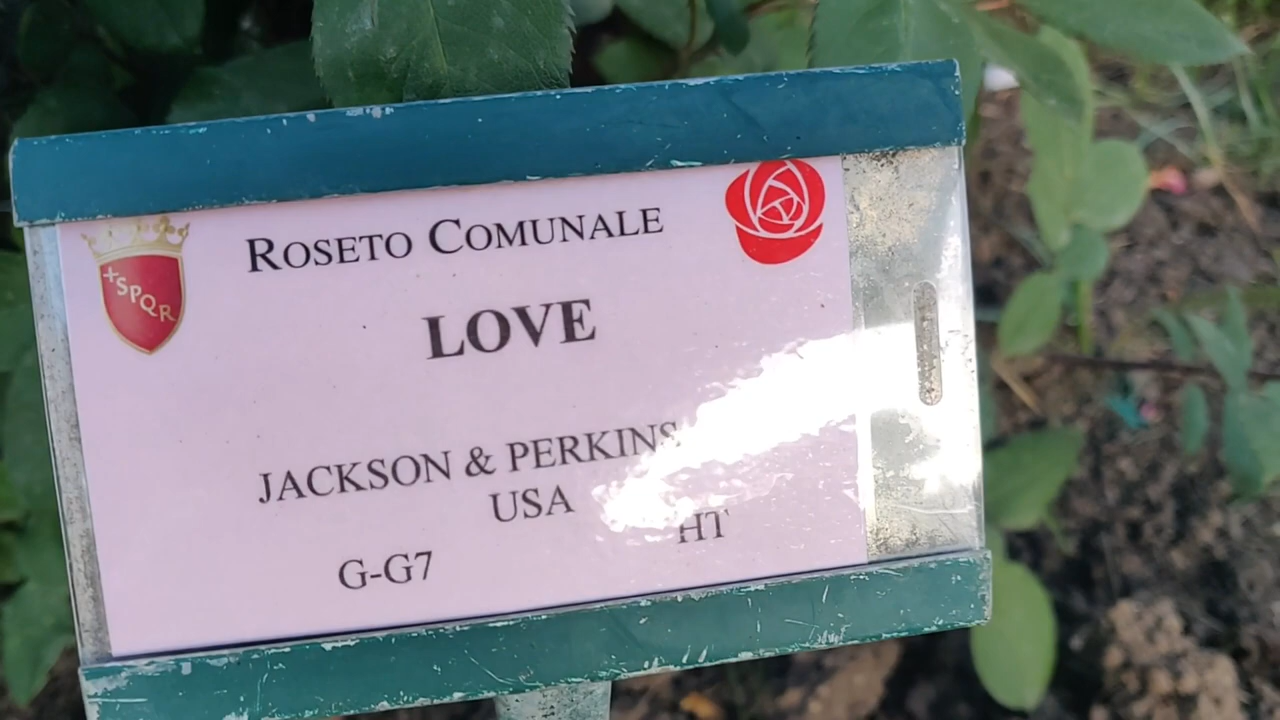 ROSETO COMUNALE
SPQR
LOVE
JACKSON & PERKINS
USA
HT
G-G7